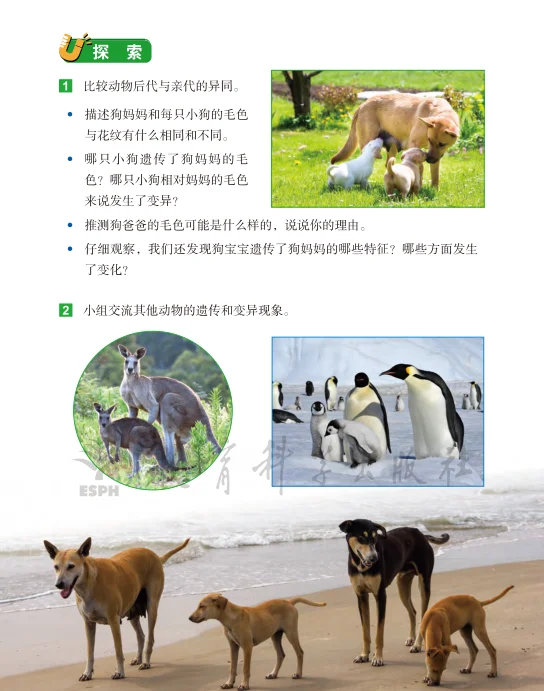 探 索
1 比较动物后代与亲代的异同。
• 描述狗妈妈和每只小狗的毛色
与花纹有什么相同和不同。
• 哪只小狗遗传了狗妈妈的毛
色？哪只小狗相对妈妈的毛色
来说发生了变异？
• 推测狗爸爸的毛色可能是什么样的，说说你的理由。
• 仔细观察，我们还发现狗宝宝遗传了狗妈妈的哪些特征？哪些方面发生
了变化？
2 小组交流其他动物的遗传和变异现象。
育科学出版社
ESPH